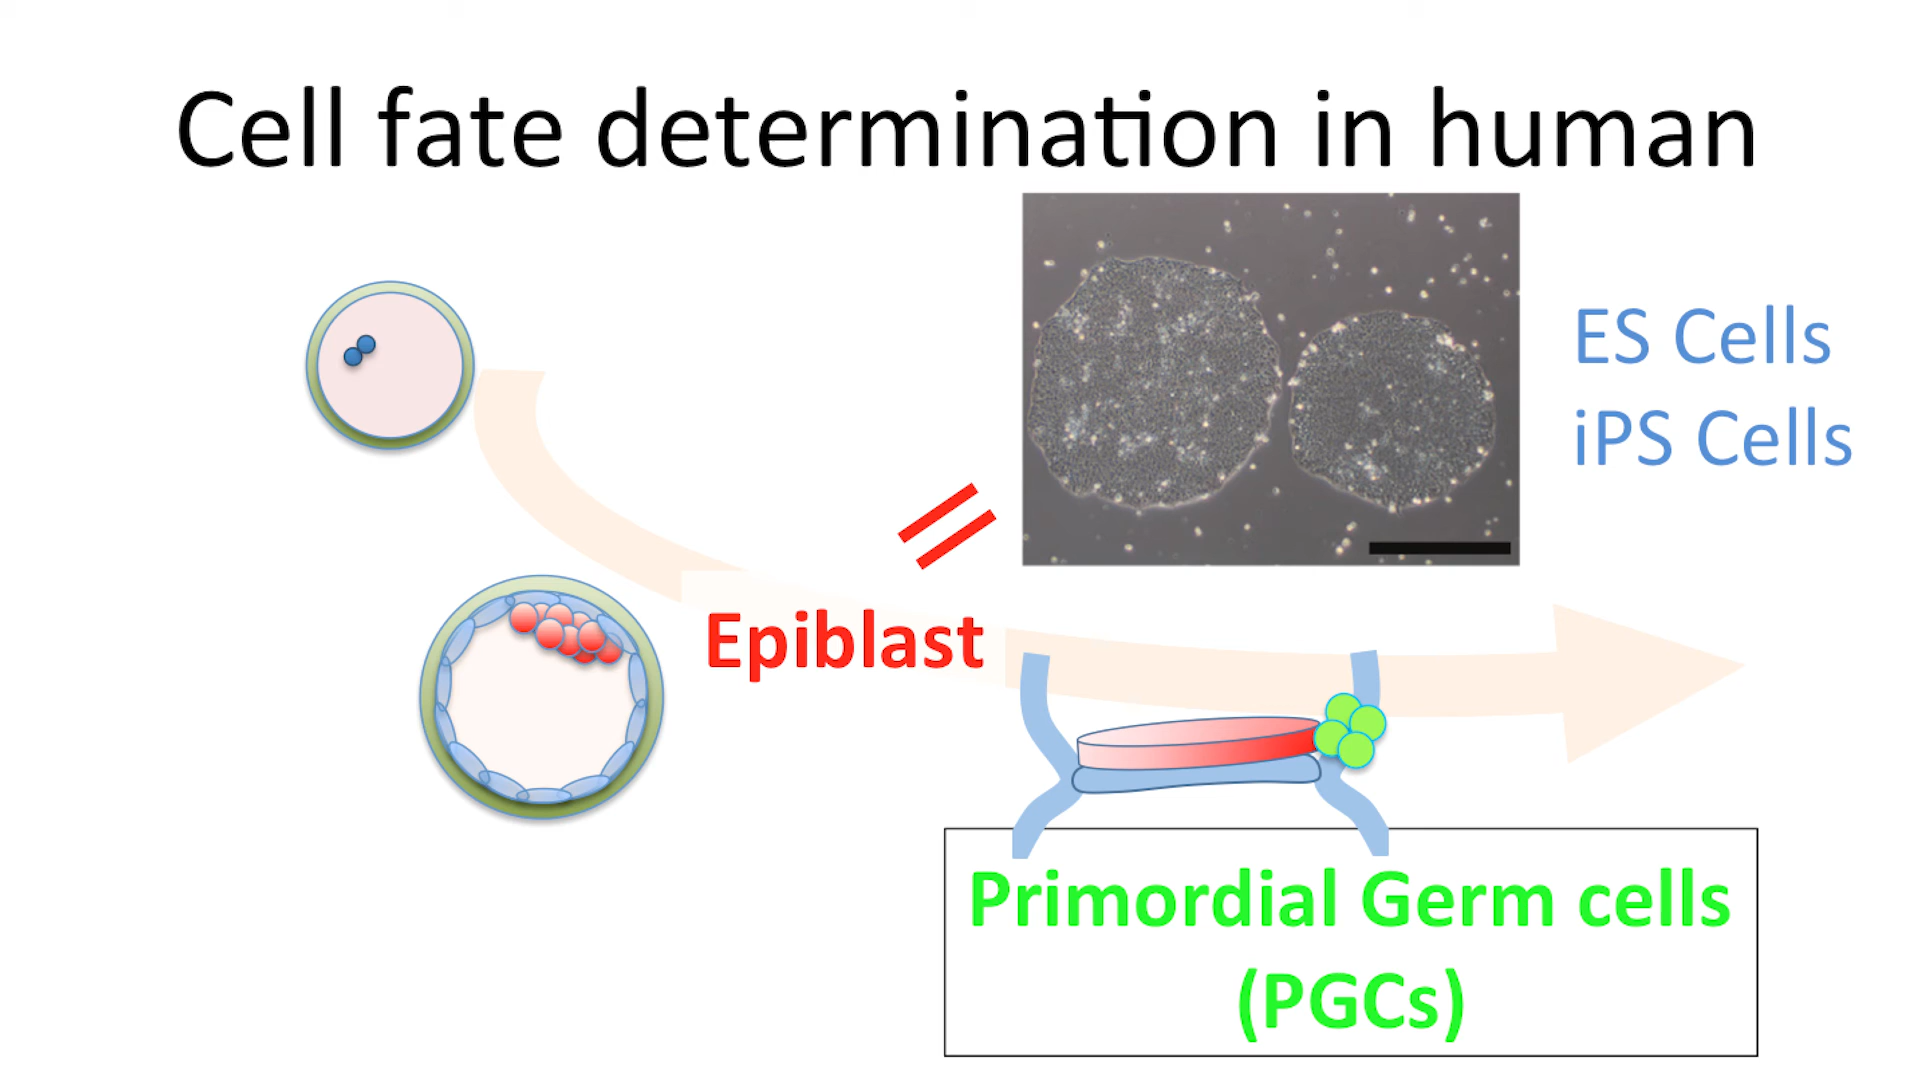 Cell fate determination in human
ES Cells
iPS Cells
Epiblast
Primordial Germ cells
(PGCs)